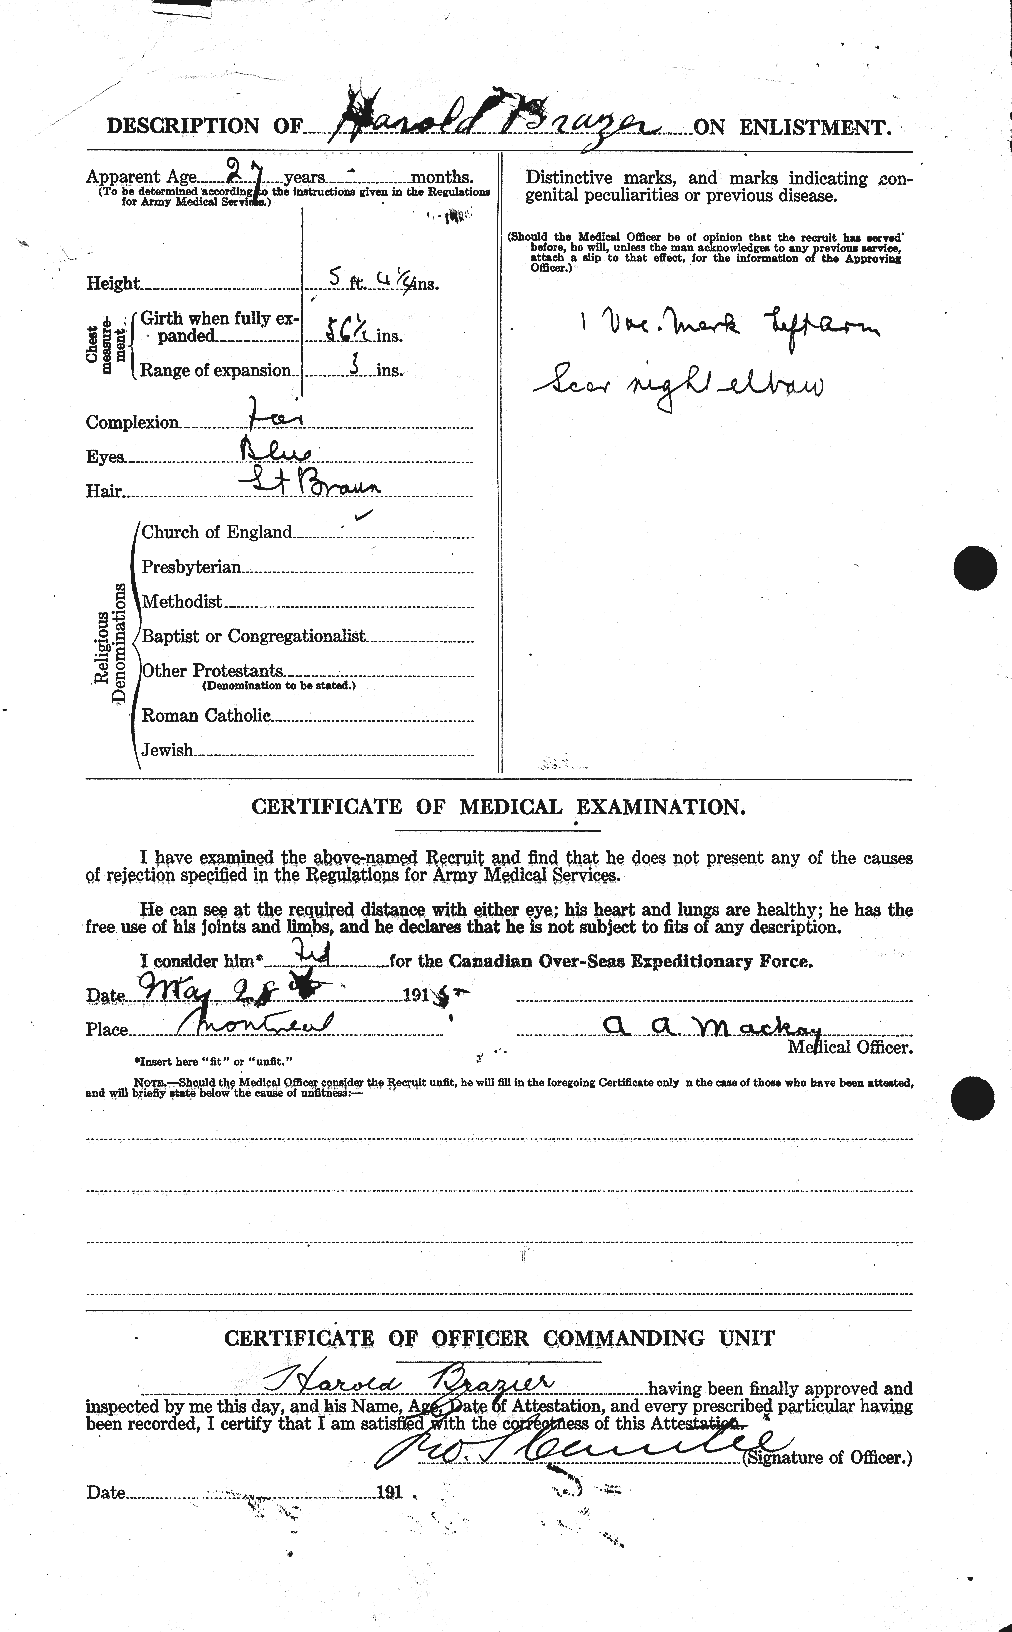 DESCRIPTION OF Harold Brazer ON ENLISTMENT.
Apparent Age 27 years - months.
(To be determined according to the instructions given in the Regulations
for Army Medical Services.)
Height 5 ft. 4 1/4 ins.
Chest measurement
Girth when fully ex-
panded 36 1/2 ins.
Range of expansion 3 ins.
Complexion Fair
Eyes Blue
Hair Lt Brown
Religious Denominations
Church of England ✓
Presbyterian
Methodist
Baptist or Congregationalist
Other Protestants
(Denomination to be stated.)
Roman Catholic
Jewish
Distinctive marks, and marks indicating con-
genital peculiarities or previous disease.
(Should the Medical Officer be of opinion that the recruit has served
before, he will, unless the man acknowledges to any previous service,
attach a slip to that effect, for the information of the Approving
Officer.)
1 Vac. Mark Left Arm
Scar right elbow
CERTIFICATE OF MEDICAL EXAMINATION.
I have examined the above-named Recruit and find that he does not present any of the causes
of rejection specified in the Regulations for Army Medical Services.
He can see at the required distance with either eye; his heart and lungs are healthy; he has the
free use of his joints and limbs, and he declares that he is not subject to fits of any description.
I consider him* Fit for the Canadian Over-Seas Expeditionary Force.
Date May 28 1915
Place Montreal
A A Mackay
Medical Officer.
*Insert here "fit" or "unfit."
NOTE.—Should the Medical Officer consider the Recruit unfit, he will fill in the foregoing Certificate only n the case of those who have been attested,
and will briefly state below the cause of unfitness:—
CERTIFICATE OF OFFICER COMMANDING UNIT
Harold Brazier having been finally approved and
inspected by me this day, and his Name, Age, Date of Attestation, and every prescribed particular having
been recorded, I certify that I am satisfied with the correctness of this Attestation.
(Signature of Officer.)
Date 191